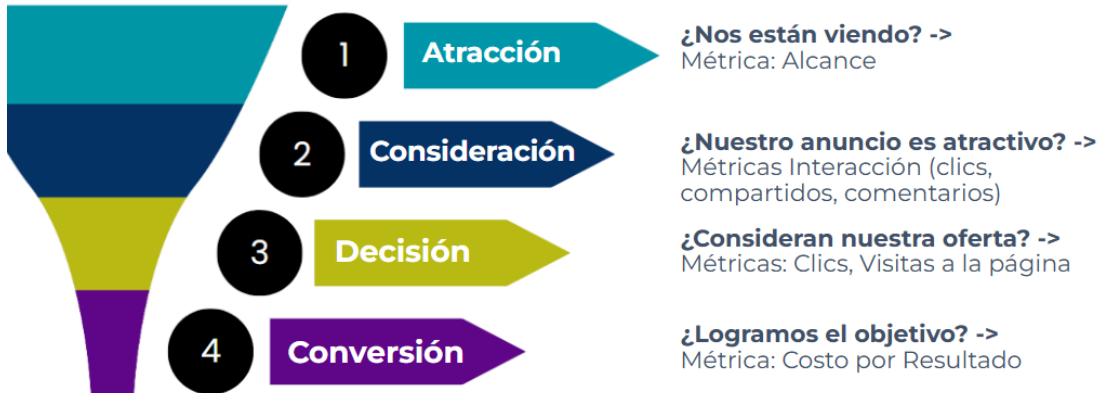 1
Atracción
¿Nos están viendo? ->
Métrica: Alcance
2
Consideración
¿Nuestro anuncio es atractivo? ->
Métricas Interacción (clics,
compartidos, comentarios)
3
Decisión
¿Consideran nuestra oferta? ->
Métricas: Clics, Visitas a la página
4
Conversión
¿Logramos el objetivo? ->
Métrica: Costo por Resultado